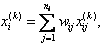 x_i^{(k)} = \sum_{j=1}^{n_i} w_{ij} x_{ij}^{(k)},